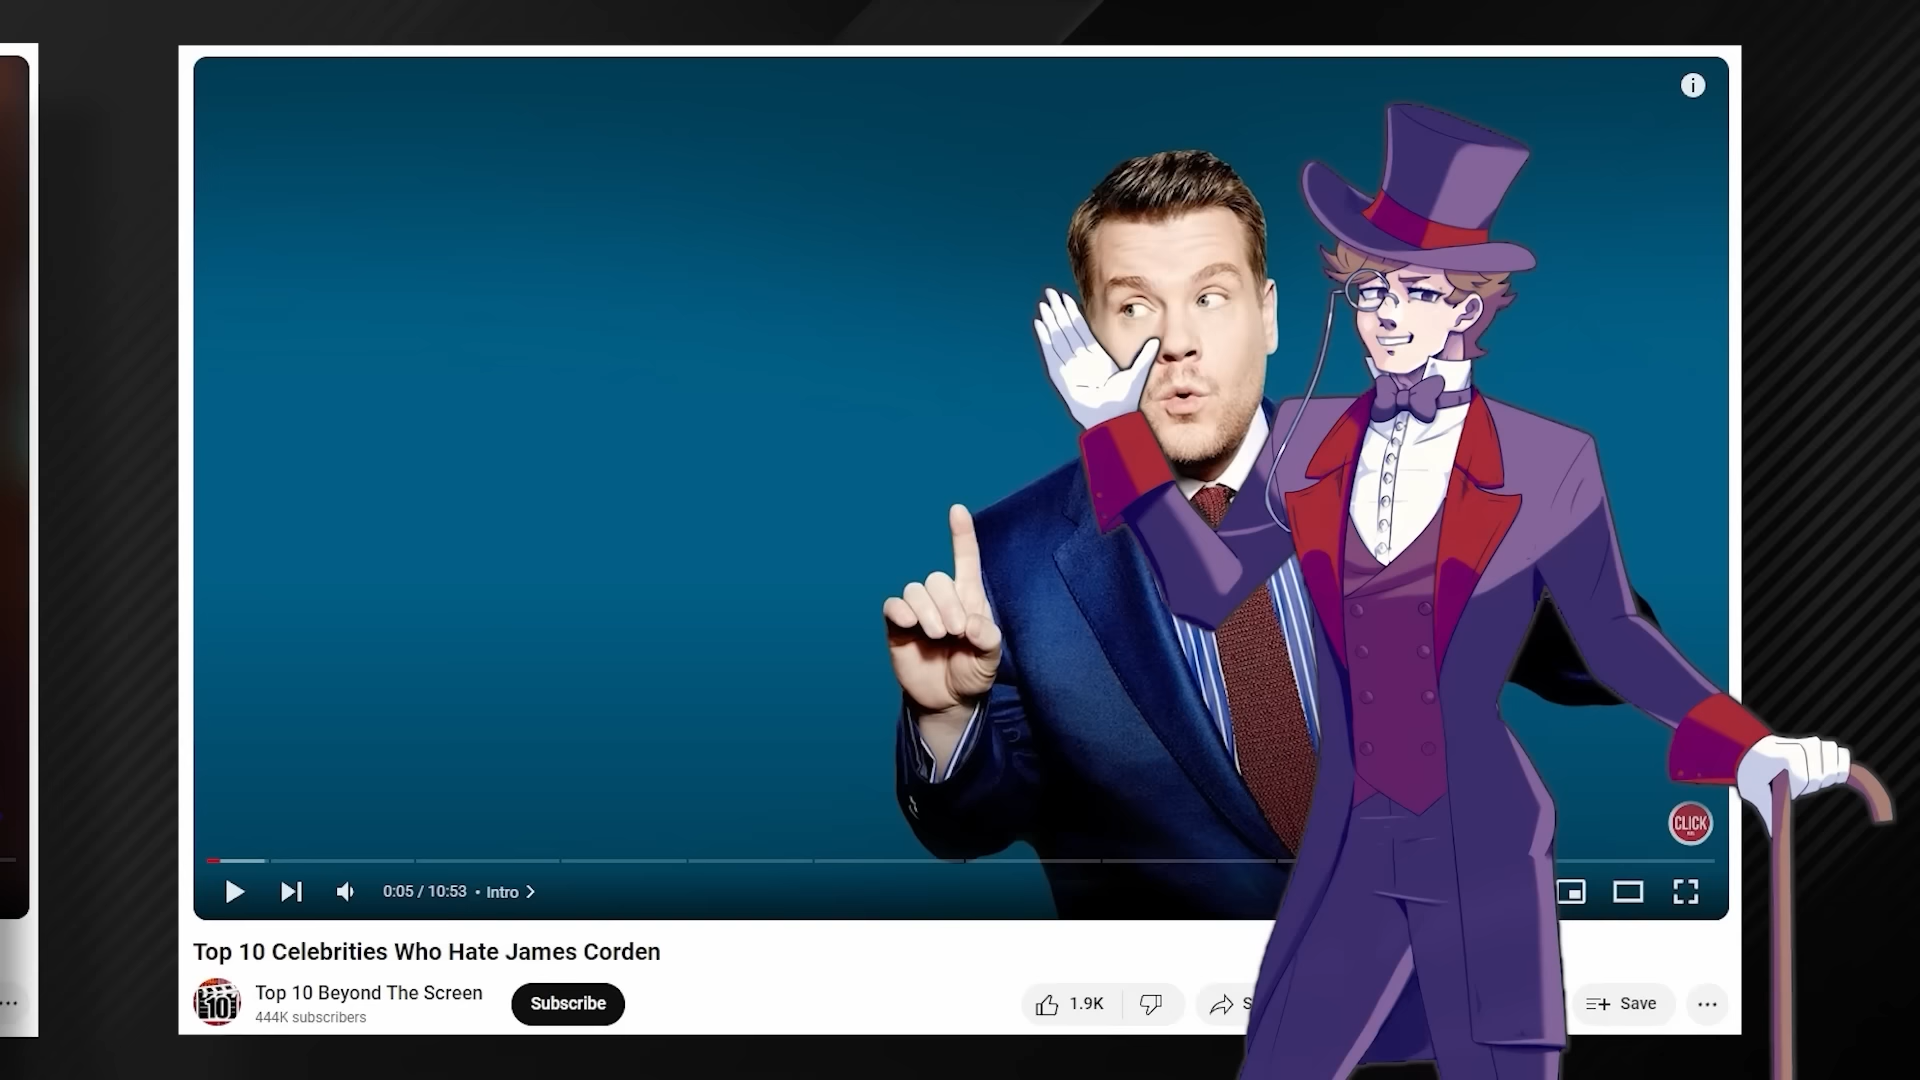 i
CLICK
0:05 / 10:53 • Intro >
Top 10 Celebrities Who Hate James Corden
10
Top 10 Beyond The Screen
444K subscribers
Subscribe
1.9K
S
Save